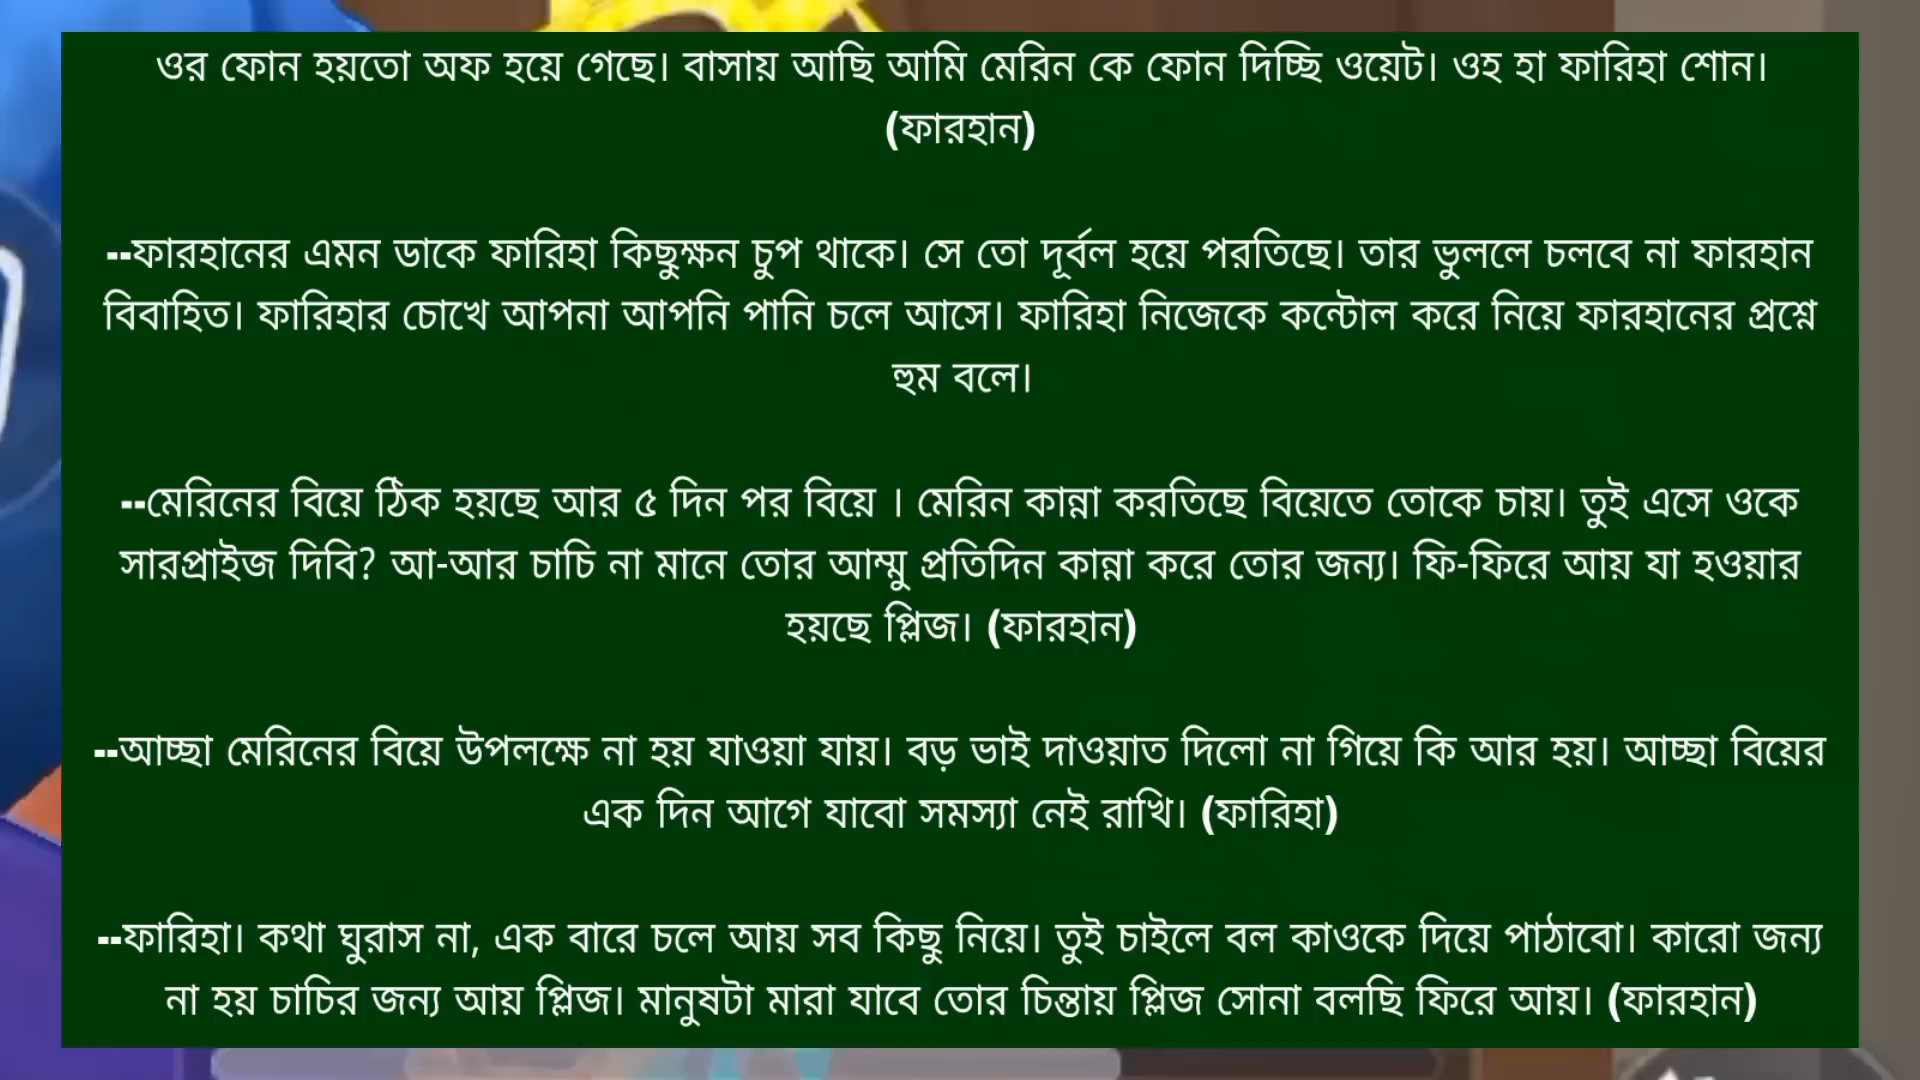 ওর ফোন হয়তো অফ হয়ে গেছে। বাসায় আছি আমি মেরিন কে ফোন দিচ্ছি ওয়েট। ওহ হা ফারিহা শোন।
(ফারহান)
--ফারহানের এমন ডাকে ফারিহা কিছুক্ষন চুপ থাকে। সে তো দূর্বল হয়ে পরতিছে। তার ভুললে চলবে না ফারহান
বিবাহিত। ফারিহার চোখে আপনা আপনি পানি চলে আসে। ফারিহা নিজেকে কন্টোল করে নিয়ে ফারহানের প্রশ্নে
হুম বলে।
--মেরিনের বিয়ে ঠিক হয়ছে আর ৫ দিন পর বিয়ে । মেরিন কান্না করতিছে বিয়েতে তোকে চায়। তুই এসে ওকে
সারপ্রাইজ দিবি? আ-আর চাচি না মানে তোর আম্মু প্রতিদিন কান্না করে তোর জন্য। ফি-ফিরে আয় যা হওয়ার
হয়ছে প্লিজ। (ফারহান)
--আচ্ছা মেরিনের বিয়ে উপলক্ষে না হয় যাওয়া যায়। বড় ভাই দাওয়াত দিলো না গিয়ে কি আর হয়। আচ্ছা বিয়ের
এক দিন আগে যাবো সমস্যা নেই রাখি। (ফারিহা)
--ফারিহা। কথা ঘুরাস না, এক বারে চলে আয় সব কিছু নিয়ে। তুই চাইলে বল কাওকে দিয়ে পাঠাবো। কারো জন্য
না হয় চাচির জন্য আয় প্লিজ। মানুষটা মারা যাবে তোর চিন্তায় প্লিজ সোনা বলছি ফিরে আয়। (ফারহান)